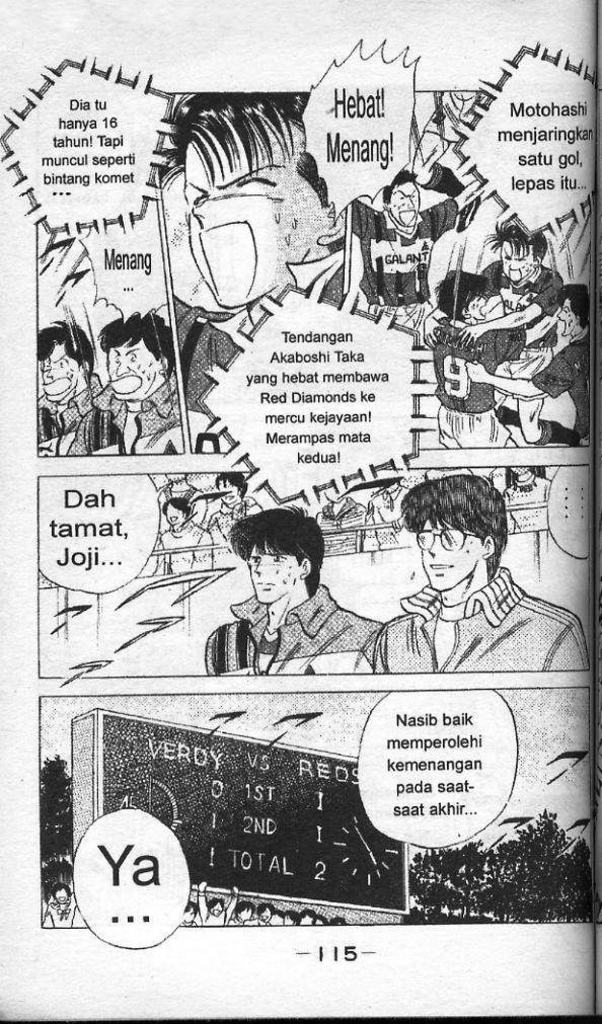 Dia tu
hanya 16
tahun! Tapi
muncul seperti
bintang komet
...
Hebat!
Menang!
Motohashi
menjaringkan
satu gol,
lepas itu...
Menang
...
GALANT
9
Tendangan
Akaboshi Taka
yang hebat membawa
Red Diamonds ke
mercu kejayaan!
Merampas mata
kedua!
Dah
tamat,
Joji...
......
Nasib baik
memperolehi
kemenangan
pada saat-
saat akhir...
VERDY VS REDS
0 1ST 1
1 2ND 1
1 TOTAL 2
Ya
...
-115-